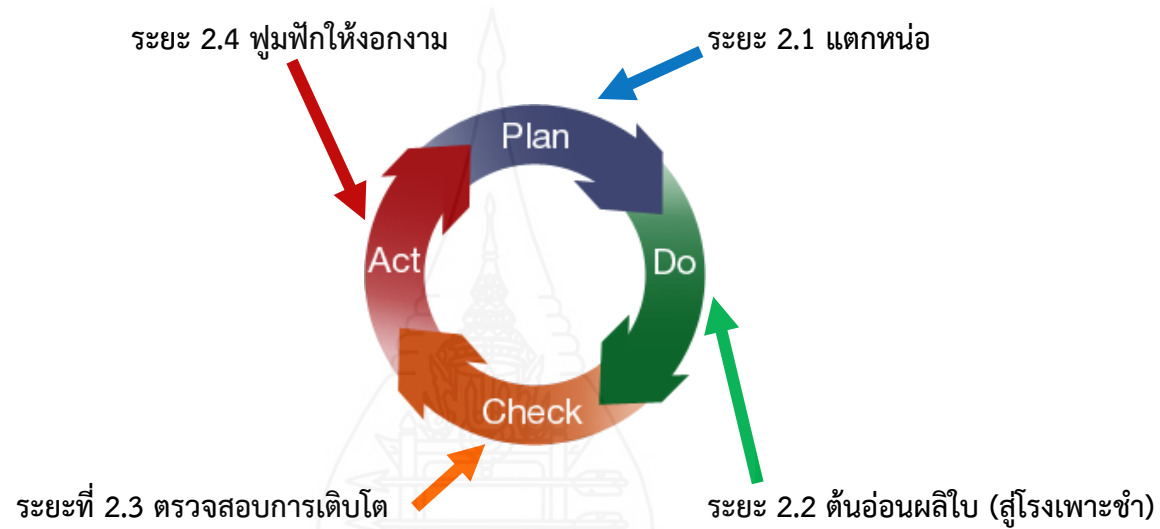 ระยะ 2.4 ฟูมฟักให้งอกงาม
ระยะ 2.1 แตกหน่อ
Plan
Act
Do
Check
ระยะที่ 2.3 ตรวจสอบการเติบโต
ระยะ 2.2 ต้นอ่อนผลิใบ (สู่โรงเพาะชำ)